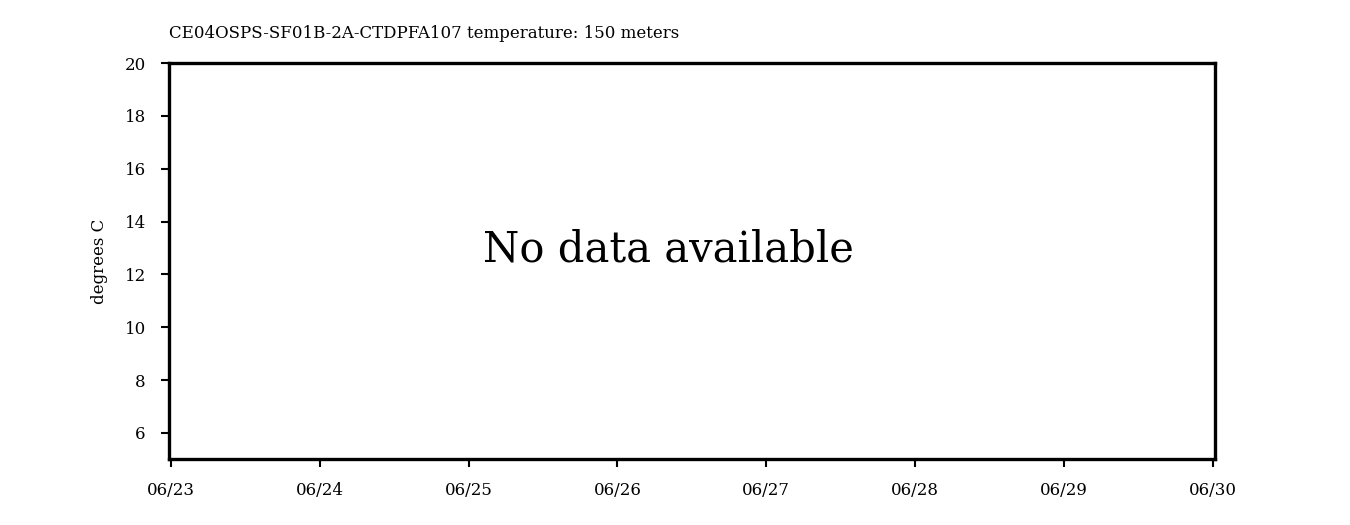 CE04OSPS-SF01B-2A-CTDPFA107 temperature: 150 meters
20
18
16
14
12
10
8
6
degrees C
No data available
06/23 06/24 06/25 06/26 06/27 06/28 06/29 06/30